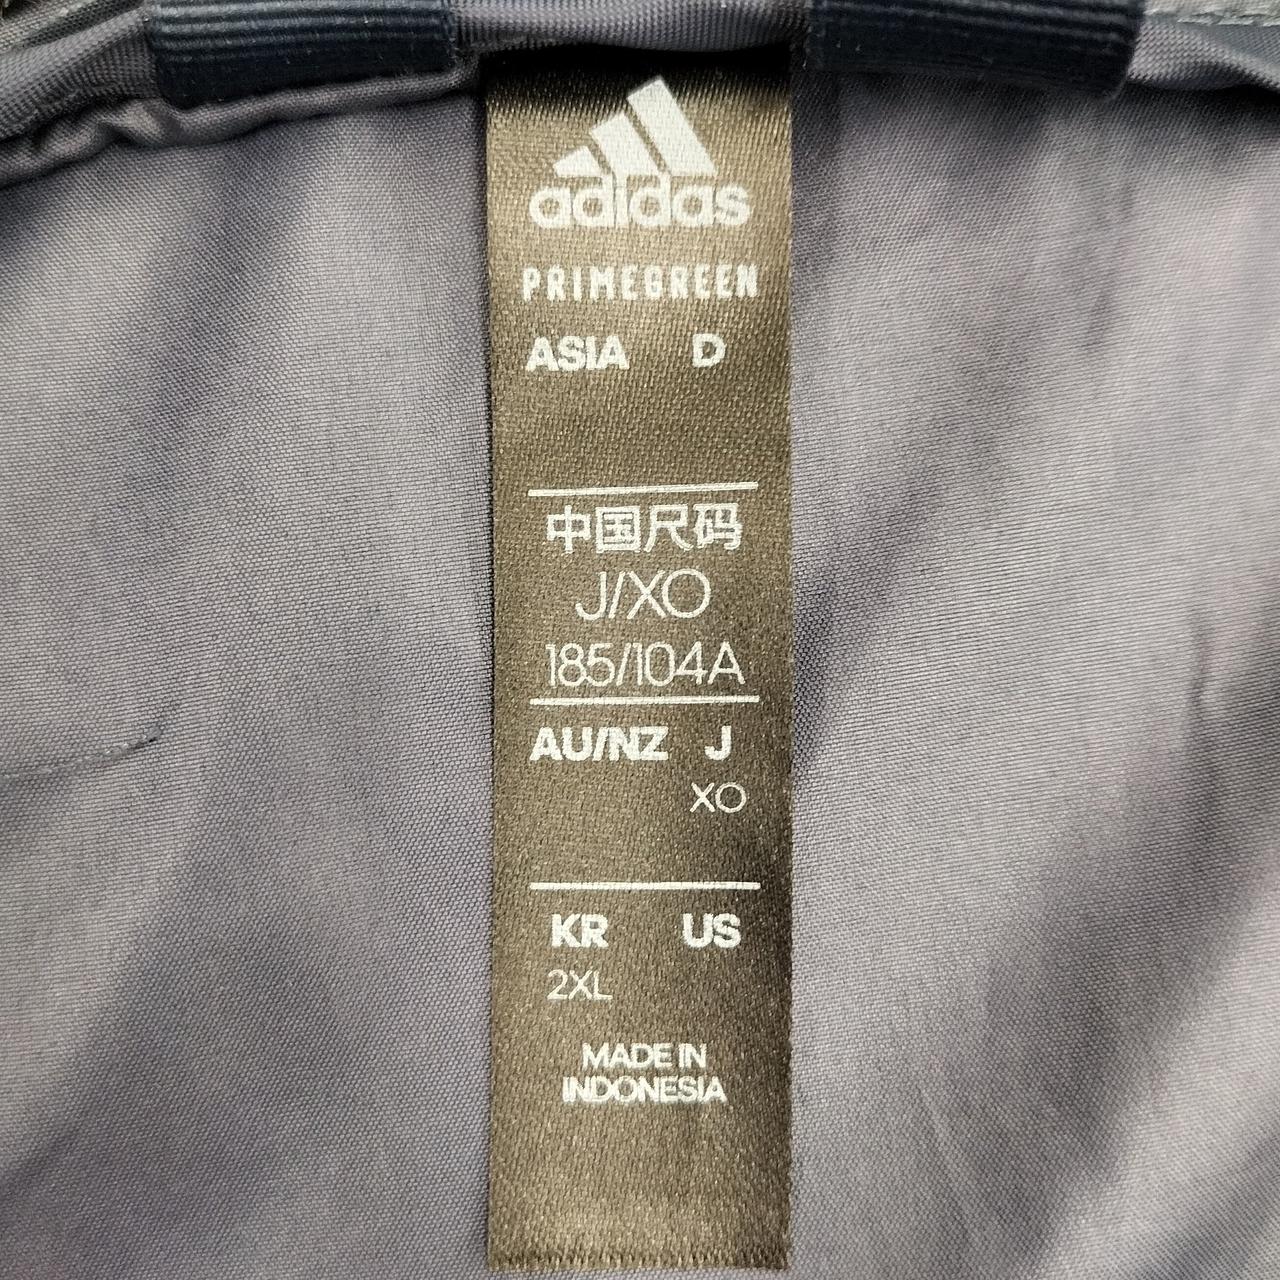 adidas
PRIMEGREEN
ASIA D
中国尺码
J/XO
185/104A
AU/NZ J
XO
KR US
2XL
MADE IN
INDONESIA